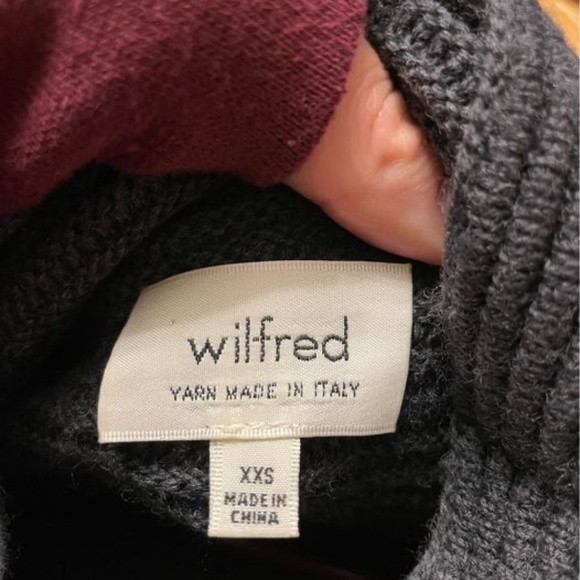 wilfred
YARN MADE IN ITALY
XXS
MADE IN
CHINA